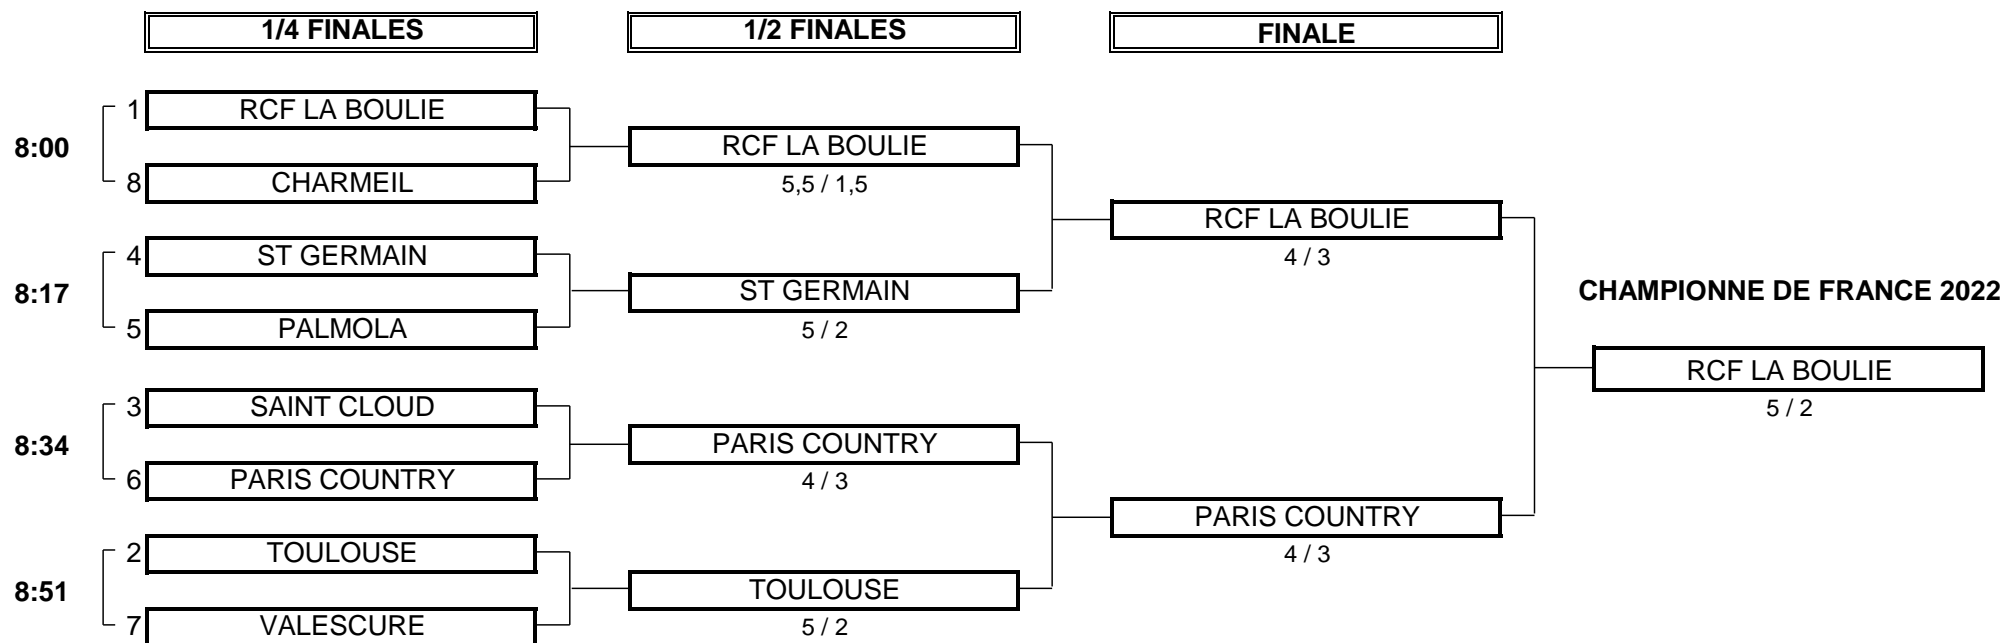 1/4 FINALES
1/2 FINALES
FINALE
1 RCF LA BOULIE
8:00
8 CHARMEIL
RCF LA BOULIE
5,5 / 1,5
4 ST GERMAIN
8:17
5 PALMOLA
ST GERMAIN
5 / 2
RCF LA BOULIE
4 / 3
3 SAINT CLOUD
8:34
6 PARIS COUNTRY
PARIS COUNTRY
4 / 3
2 TOULOUSE
8:51
7 VALESCURE
TOULOUSE
5 / 2
PARIS COUNTRY
4 / 3
CHAMPIONNE DE FRANCE 2022
RCF LA BOULIE
5 / 2